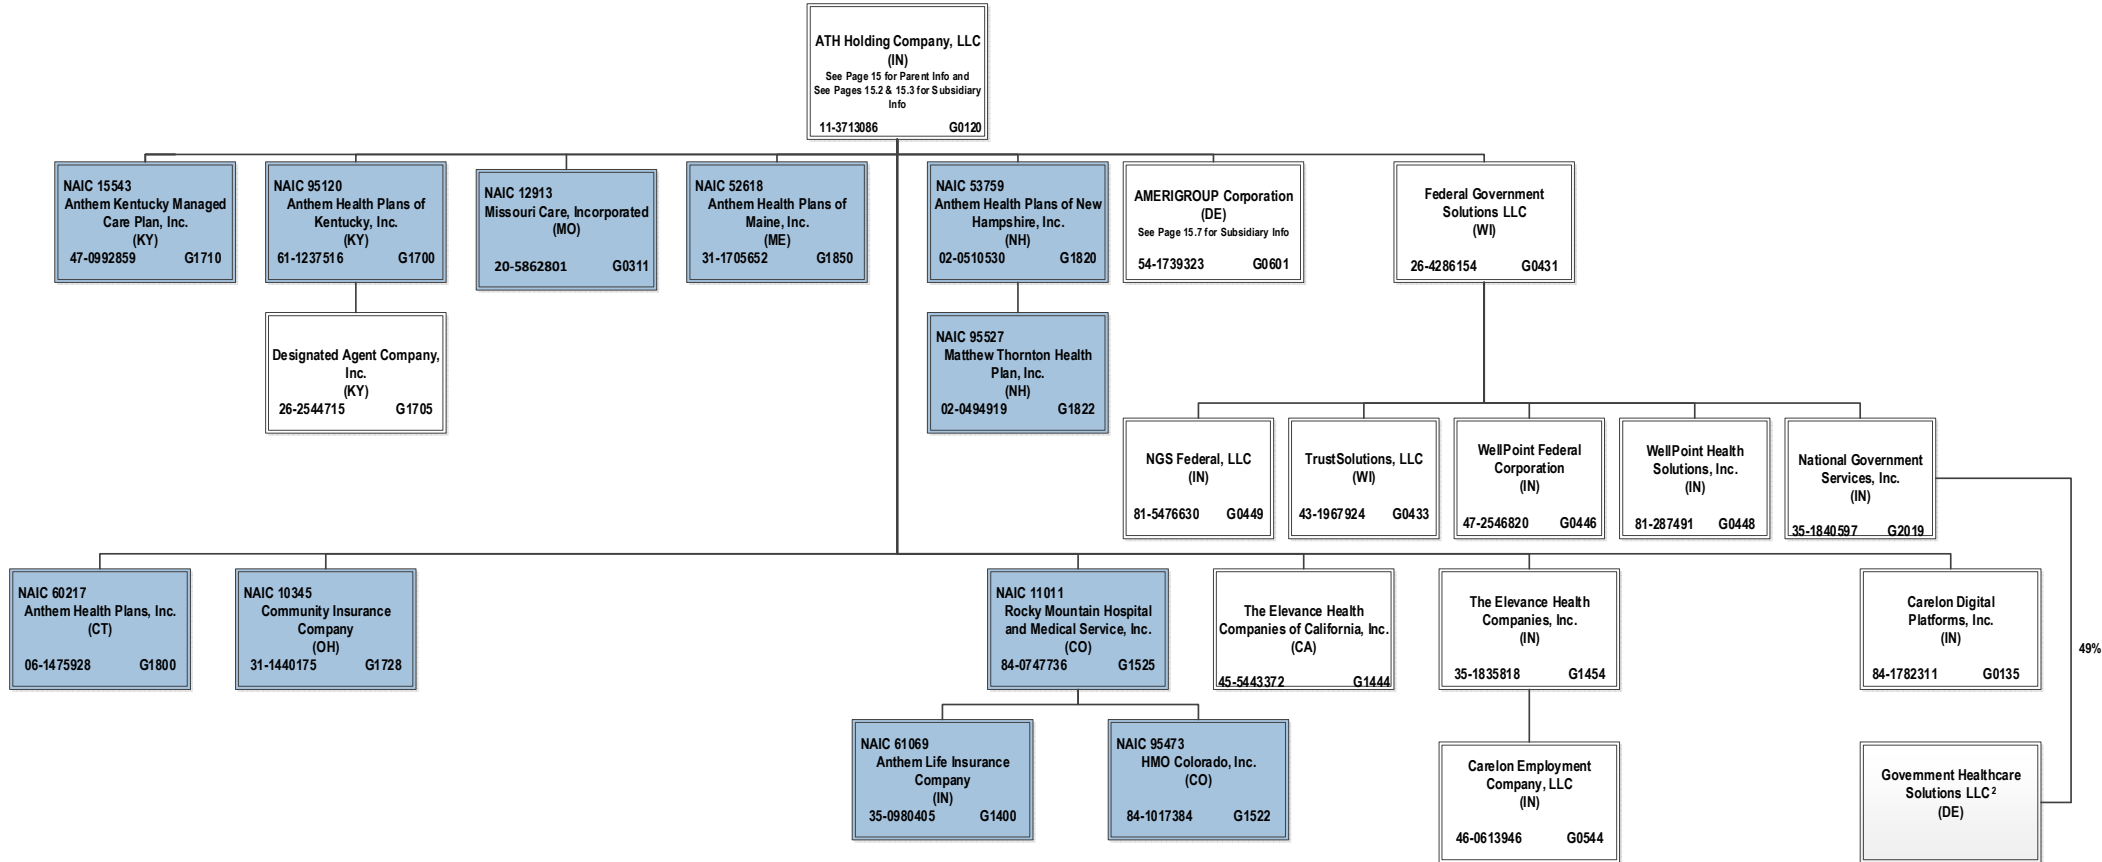 ATH Holding Company, LLC
(IN)
See Page 15 for Parent Info and
See Pages 15.2 & 15.3 for Subsidiary
Info
11-3713086 G0120
NAIC 15543
Anthem Kentucky Managed
Care Plan, Inc.
(KY)
47-0992859 G1710
NAIC 95120
Anthem Health Plans of
Kentucky, Inc.
(KY)
61-1237516 G1700
NAIC 12913
Missouri Care, Incorporated
(MO)
20-5862801 G0311
NAIC 52618
Anthem Health Plans of
Maine, Inc.
(ME)
31-1705652 G1850
NAIC 53759
Anthem Health Plans of New
Hampshire, Inc.
(NH)
02-0510530 G1820
AMERIGROUP Corporation
(DE)
See Page 15.7 for Subsidiary Info
54-1739323 G0601
Federal Government
Solutions LLC
(WI)
26-4286154 G0431
Designated Agent Company,
Inc.
(KY)
26-2544715 G1705
NAIC 95527
Matthew Thornton Health
Plan, Inc.
(NH)
02-0494919 G1822
NGS Federal, LLC
(IN)
81-5476630 G0449
TrustSolutions, LLC
(WI)
43-1967924 G0433
WellPoint Federal
Corporation
(IN)
47-2546820 G0446
WellPoint Health
Solutions, Inc.
(IN)
81-287491 G0448
National Government
Services, Inc.
(IN)
35-1840597 G2019
NAIC 60217
Anthem Health Plans, Inc.
(CT)
06-1475928 G1800
NAIC 10345
Community Insurance
Company
(OH)
31-1440175 G1728
NAIC 11011
Rocky Mountain Hospital
and Medical Service, Inc.
(CO)
84-0747736 G1525
The Elevance Health
Companies of California, Inc.
(CA)
45-5443372 G1444
The Elevance Health
Companies, Inc.
(IN)
35-1835818 G1454
Carelon Digital
Platforms, Inc.
(IN)
84-1782311 G0135
49%
NAIC 61069
Anthem Life Insurance
Company
(IN)
35-0980405 G1400
NAIC 95473
HMO Colorado, Inc.
(CO)
84-1017384 G1522
Carelon Employment
Company, LLC
(IN)
46-0613946 G0544
Government Healthcare
Solutions LLC²
(DE)